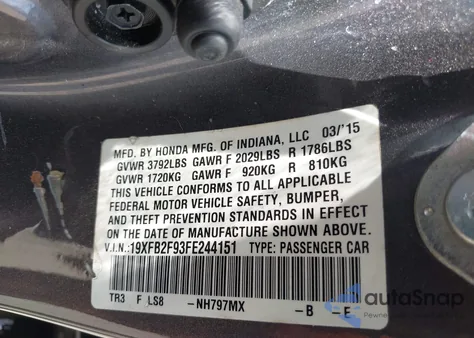 MFD. BY HONDA MFG. OF INDIANA, LLC 03/'15
GVWR 3792LBS GAWR F 2029LBS R 1786LBS
GVWR 1720KG GAWR F 920KG R 810KG
THIS VEHICLE CONFORMS TO ALL APPLICABLE
FEDERAL MOTOR VEHICLE SAFETY, BUMPER,
AND THEFT PREVENTION STANDARDS IN EFFECT
ON THE DATE OF MANUFACTURE SHOWN ABOVE.
V.I.N.: 19XFB2F93FE244151 TYPE: PASSENGER CAR
TR3 F LS8 -NH797MX -B -E
autoSnap